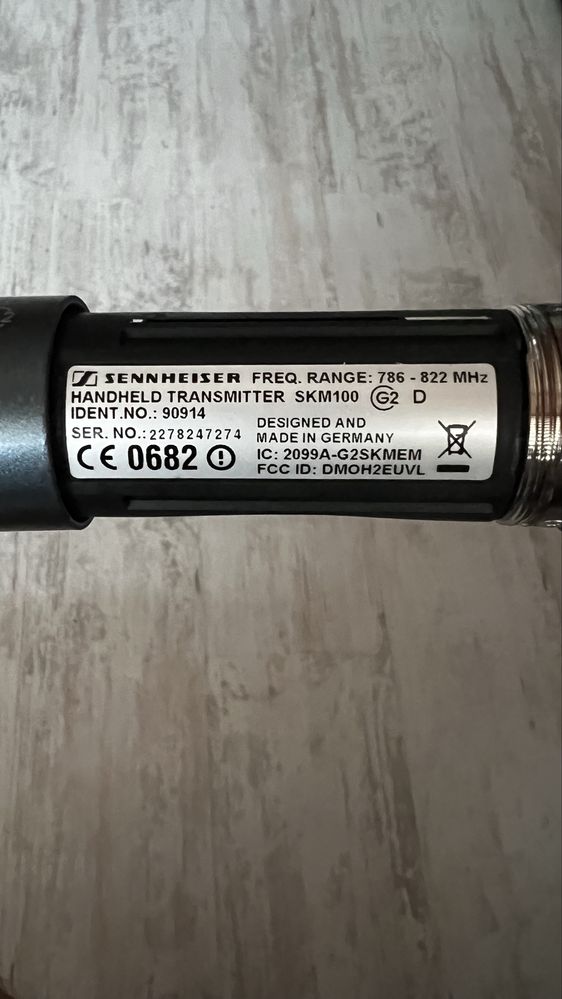 SENNHEISER FREQ. RANGE: 786 - 822 MHz
HANDHELD TRANSMITTER SKM100 G2 D
IDENT.NO.: 90914
SER. NO.: 2278247274
DESIGNED AND
MADE IN GERMANY
CE 0682
IC: 2099A-G2SKMEM
FCC ID: DMOH2EUVL